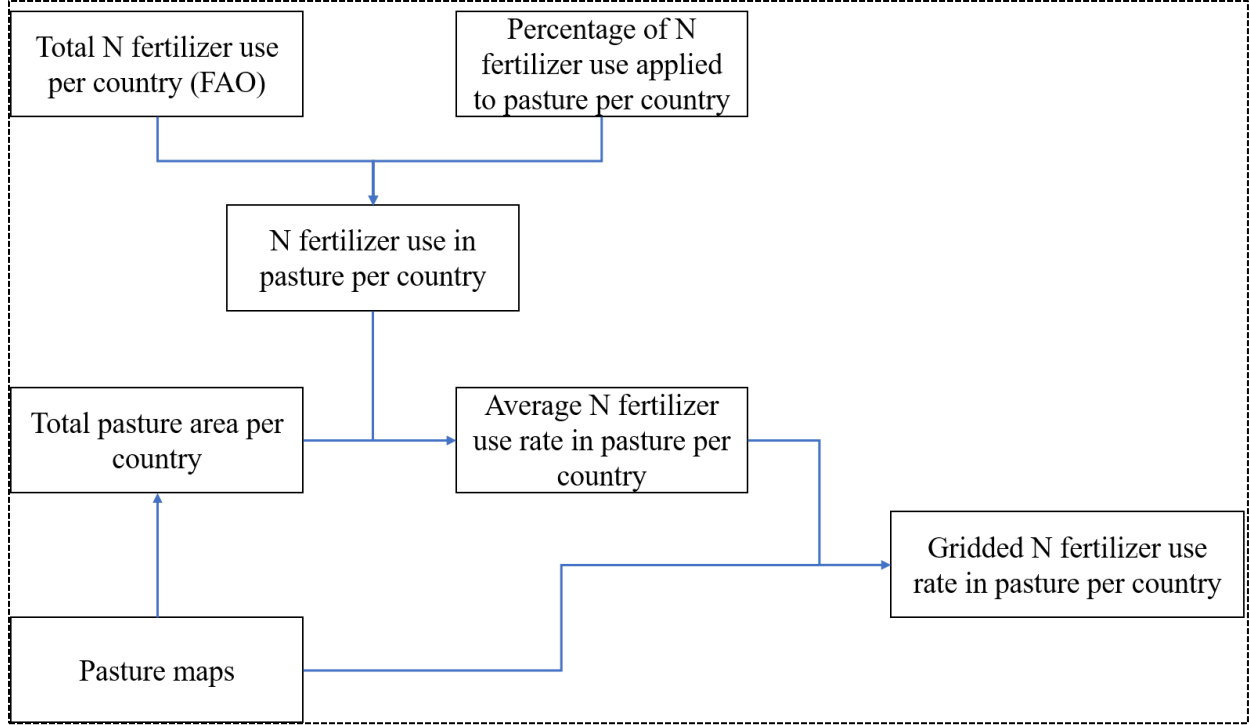 Total N fertilizer use
per country (FAO)
Percentage of N
fertilizer use applied
to pasture per country
N fertilizer use in
pasture per country
Total pasture area per
country
Average N fertilizer
use rate in pasture per
country
Gridded N fertilizer use
rate in pasture per country
Pasture maps